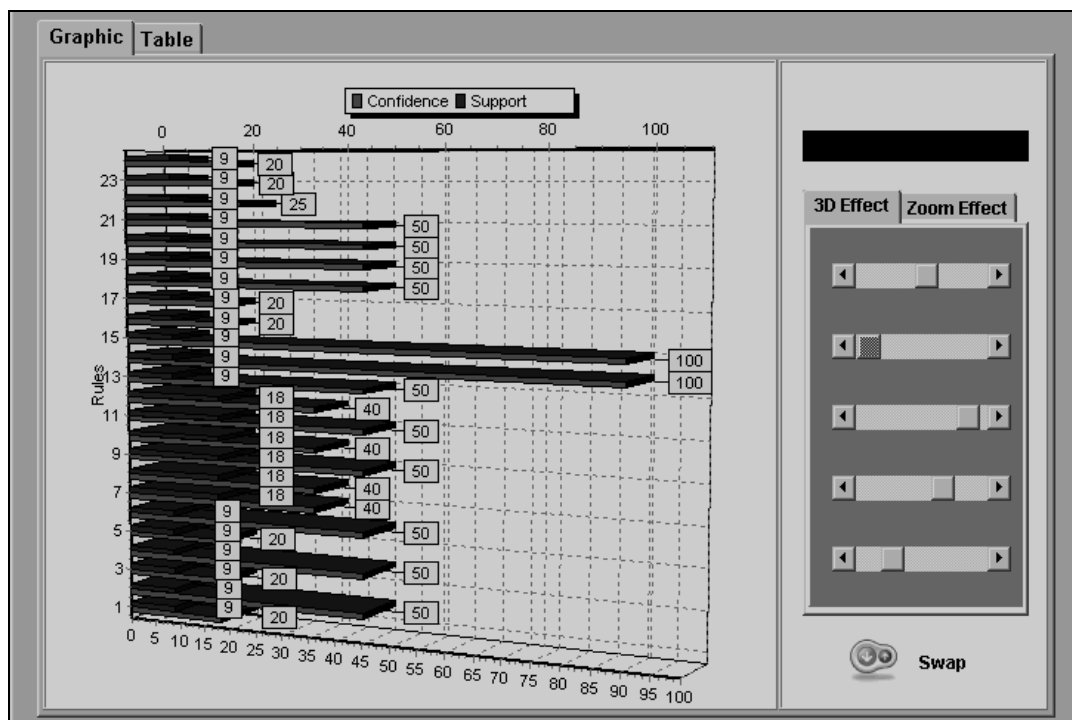 Graphic Table
Confidence Support
0 20 40 60 80 100
9 20
23 9 20
9 25
21 9 50
9 50
19 9 50
9 50
17 9 20
9 20
15 9
9 100
13 9 100
50
18 40
11 18
18 50
9 18 40
18 50
7 18 40
9 40
5 9 50
9 20
3 9 50
9 20
1 9 50
20
Rules
0 5 10 15 20 25 30 35 40 45 50 55 60 65 70 75 80 85 90 95 100
3D Effect Zoom Effect
Swap